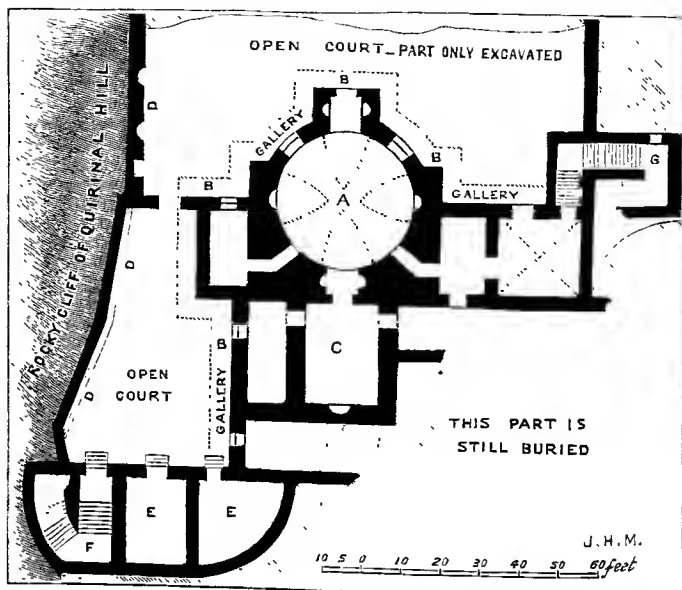 OPEN COURT_PART ONLY EXCAVATED
B
D
GALLERY
B
B
G
GALLERY
A
ROCKY CLIFF OF QUIRINAL HILL
D
B
C
OPEN
COURT
D
GALLERY
THIS PART IS
STILL BURIED
E
E
F
J.H.M.
10 5 0 10 20 30 40 50 60 feet